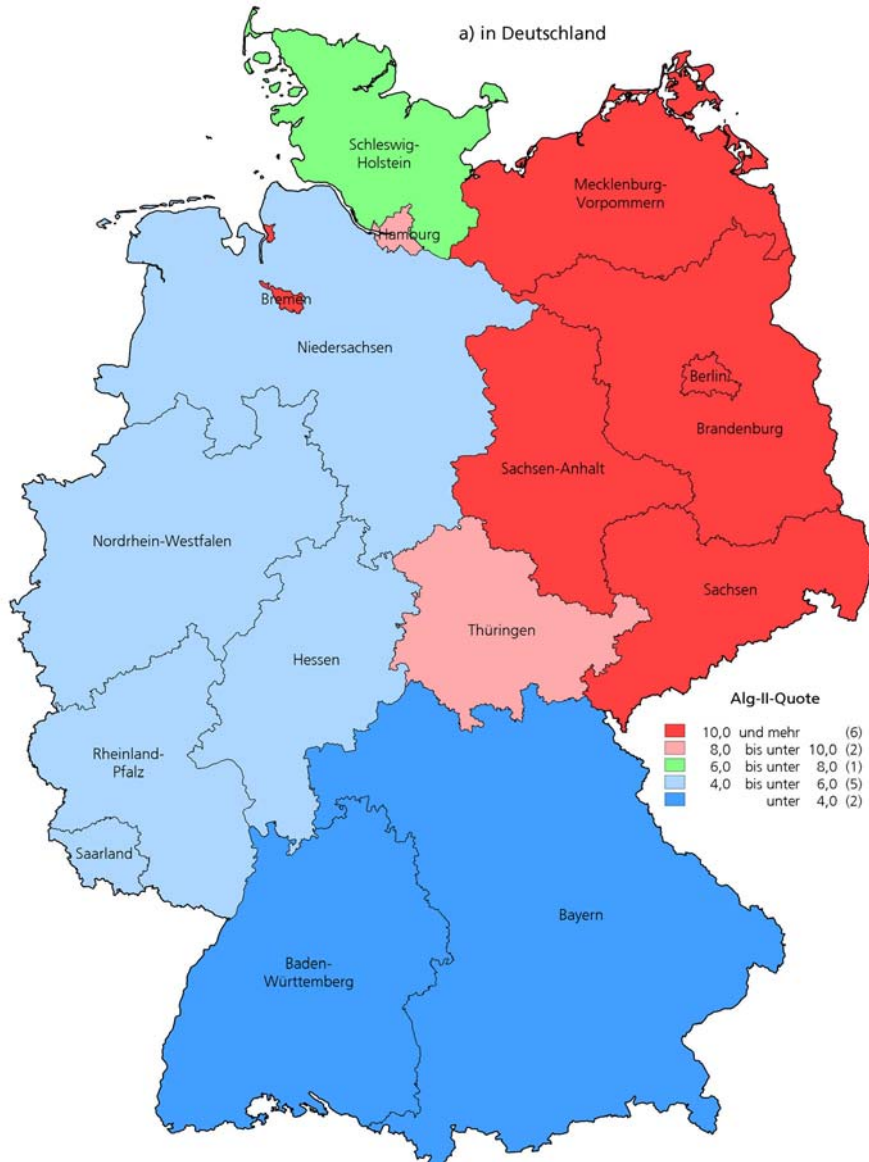 a) in Deutschland
Schleswig-
Holstein
Mecklenburg-
Vorpommern
Hamburg
Bremen
Niedersachsen
Berlin
Brandenburg
Sachsen-Anhalt
Nordrhein-Westfalen
Sachsen
Thüringen
Hessen
Alg-II-Quote
10,0 und mehr (6)
8,0 bis unter 10,0 (2)
6,0 bis unter 8,0 (1)
4,0 bis unter 6,0 (5)
unter 4,0 (2)
Rheinland-
Pfalz
Saarland
Bayern
Baden-
Württemberg